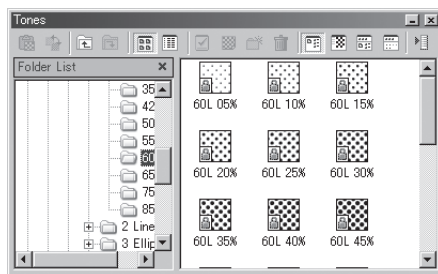 Tones
Folder List
35
42
50
55
60
65
75
85
2 Line
3 Ellip
60L 05% 60L 10% 60L 15%
60L 20% 60L 25% 60L 30%
60L 35% 60L 40% 60L 45%